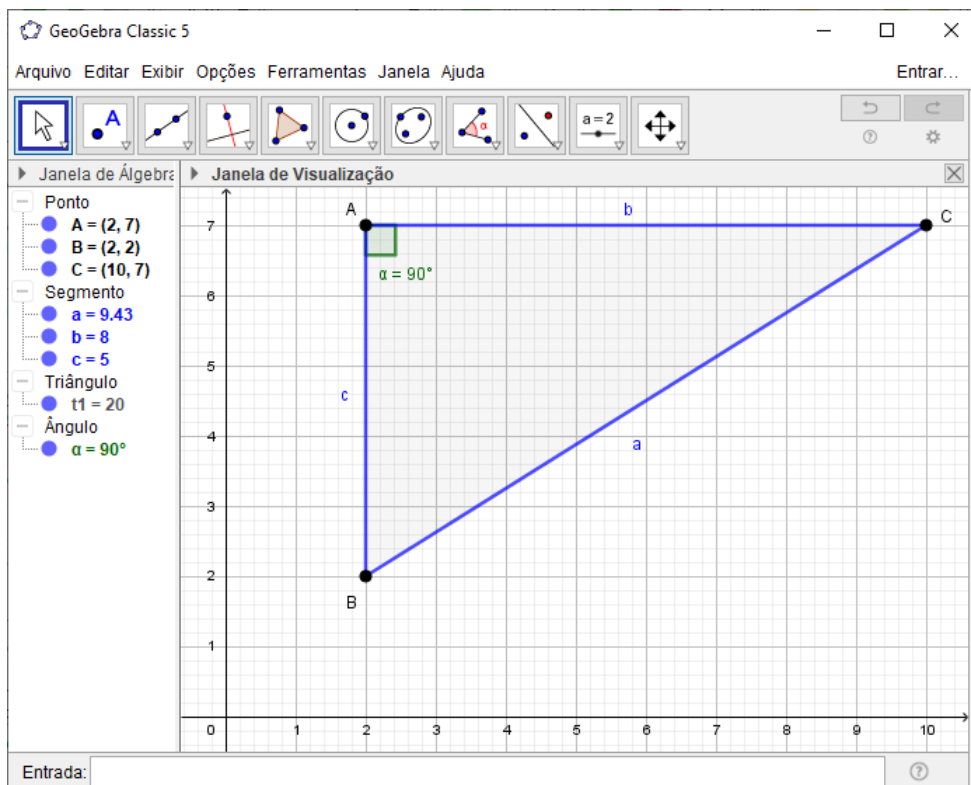 GeoGebra Classic 5
Arquivo Editar Exibir Opções Ferramentas Janela Ajuda Entrar...
A α a = 2
Janela de Álgebra
Ponto
A = (2, 7)
B = (2, 2)
C = (10, 7)
Segmento
a = 9.43
b = 8
c = 5
Triângulo
t1 = 20
Ângulo
α = 90°
Janela de Visualização
A b C
7
α = 90°
6
5
c
4
a
3
2
B
1
0 1 2 3 4 5 6 7 8 9 10
Entrada: